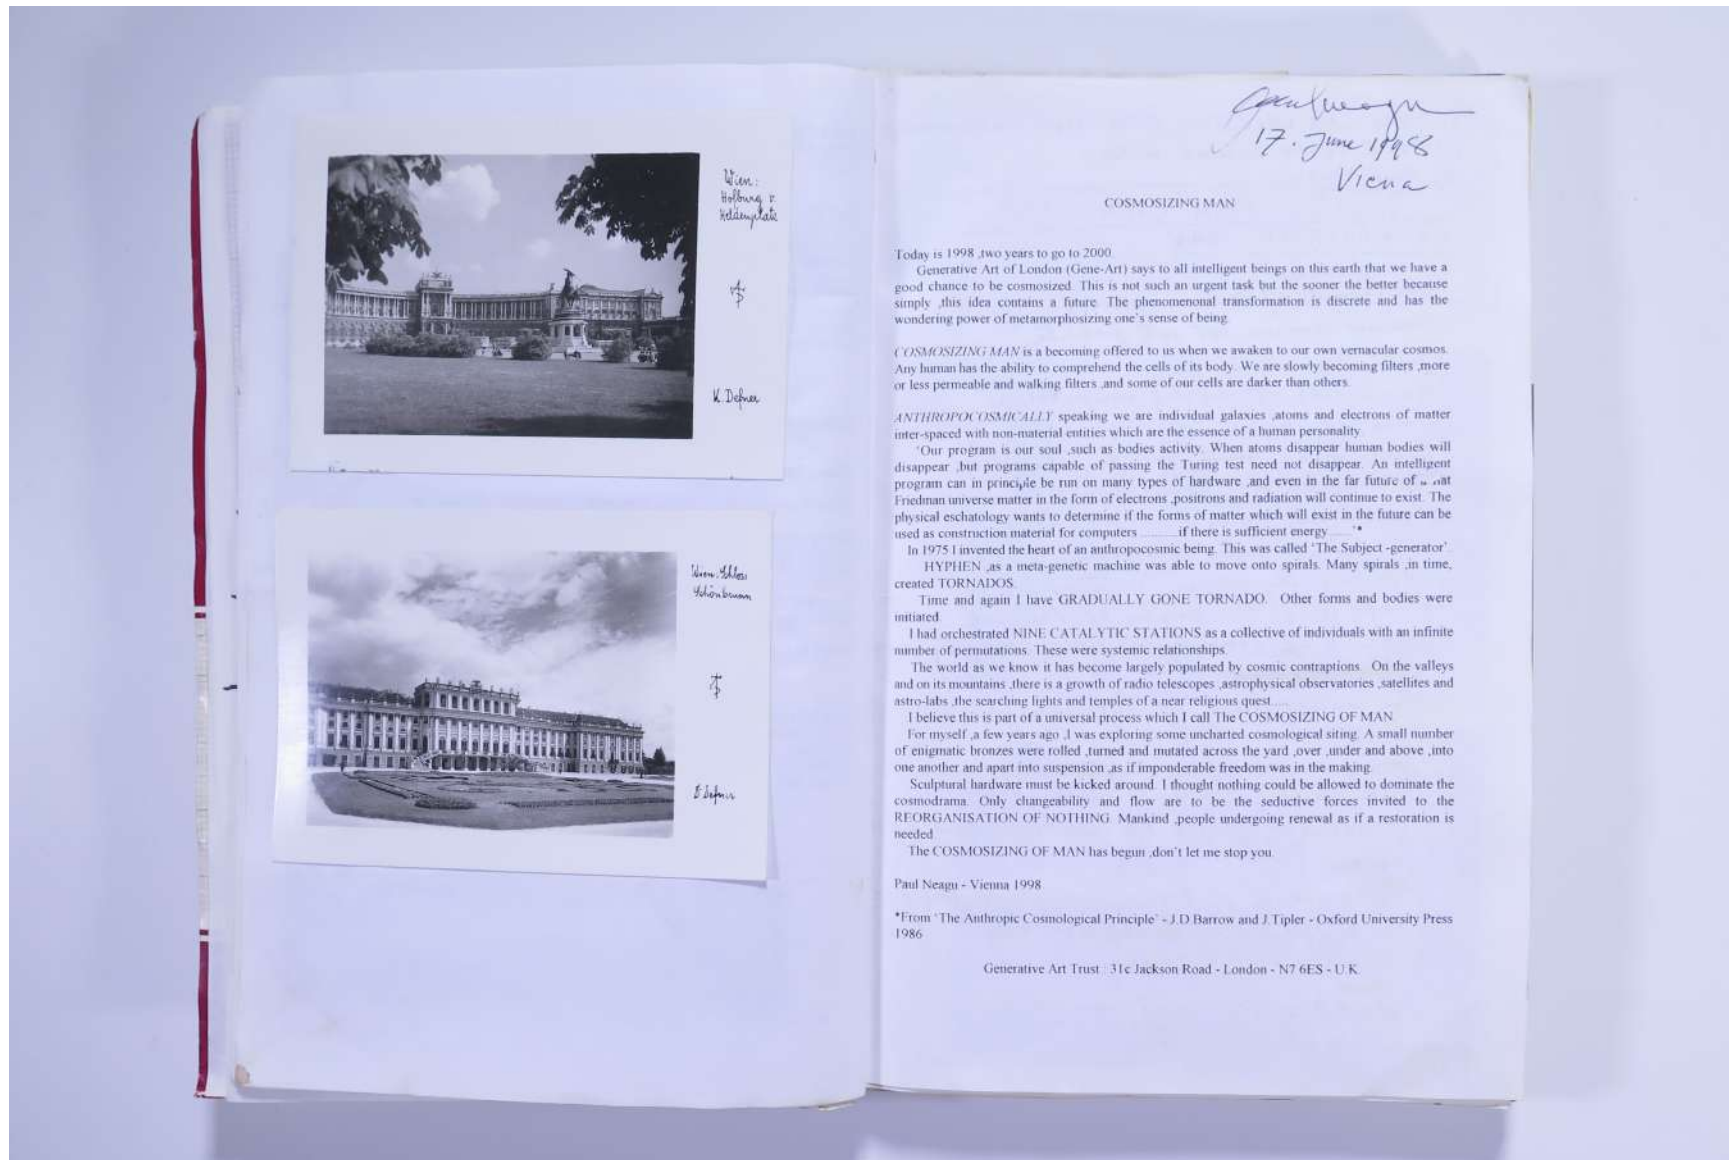 Wien:
Hofburg v.
Heldenplatz
K. Defner
Wien: Schloss
Schönbrunn
Defner
Paul Neagu
17. June 1998
Viena
COSMOSIZING MAN
Today is 1998 ,two years to go to 2000.
Generative Art of London (Gene-Art) says to all intelligent beings on this earth that we have a
good chance to be cosmosized. This is not such an urgent task but the sooner the better because
simply ,this idea contains a future. The phenomenonal transformation is discrete and has the
wondering power of metamorphosizing one's sense of being.
COSMOSIZING MAN is a becoming offered to us when we awaken to our own vernacular cosmos.
Any human has the ability to comprehend the cells of its body. We are slowly becoming filters ,more
or less permeable and walking filters ,and some of our cells are darker than others.
ANTHROPOCOSMICALLY speaking we are individual galaxies ,atoms and electrons of matter
inter-spaced with non-material entities which are the essence of a human personality.
'Our program is our soul ,such as bodies activity. When atoms disappear human bodies will
disappear ,but programs capable of passing the Turing test need not disappear. An intelligent
program can in principle be run on many types of hardware ,and even in the far future of
Friedman universe matter in the form of electrons ,positrons and radiation will continue to exist. The
physical eschatology wants to determine if the forms of matter which will exist in the future can be
used as construction material for computers ..........if there is sufficient energy.......'*
In 1975 I invented the heart of an anthropocosmic being. This was called 'The Subject -generator'.
HYPHEN ,as a meta-genetic machine was able to move onto spirals. Many spirals ,in time,
created TORNADOS.
Time and again I have GRADUALLY GONE TORNADO. Other forms and bodies were
initiated.
I had orchestrated NINE CATALYTIC STATIONS as a collective of individuals with an infinite
number of permutations. These were systemic relationships.
The world as we know it has become largely populated by cosmic contraptions. On the valleys
and on its mountains ,there is a growth of radio telescopes ,astrophysical observatories ,satellites and
astro-labs ,the searching lights and temples of a near religious quest.....
I believe this is part of a universal process which I call The COSMOSIZING OF MAN.
For myself ,a few years ago ,I was exploring some uncharted cosmological siting. A small number
of enigmatic bronzes were rolled ,turned and mutated across the yard ,over ,under and above ,into
one another and apart into suspension ,as if imponderable freedom was in the making.
Sculptural hardware must be kicked around. I thought nothing could be allowed to dominate the
cosmodrama. Only changeability and flow are to be the seductive forces invited to the
REORGANISATION OF NOTHING. Mankind ,people undergoing renewal as if a restoration is
needed.
The COSMOSIZING OF MAN has begun ,don't let me stop you.
Paul Neagu - Vienna 1998
*From 'The Anthropic Cosmological Principle' - J.D.Barrow and J.Tipler - Oxford University Press
1986
Generative Art Trust : 31c Jackson Road - London - N7 6ES - U.K.